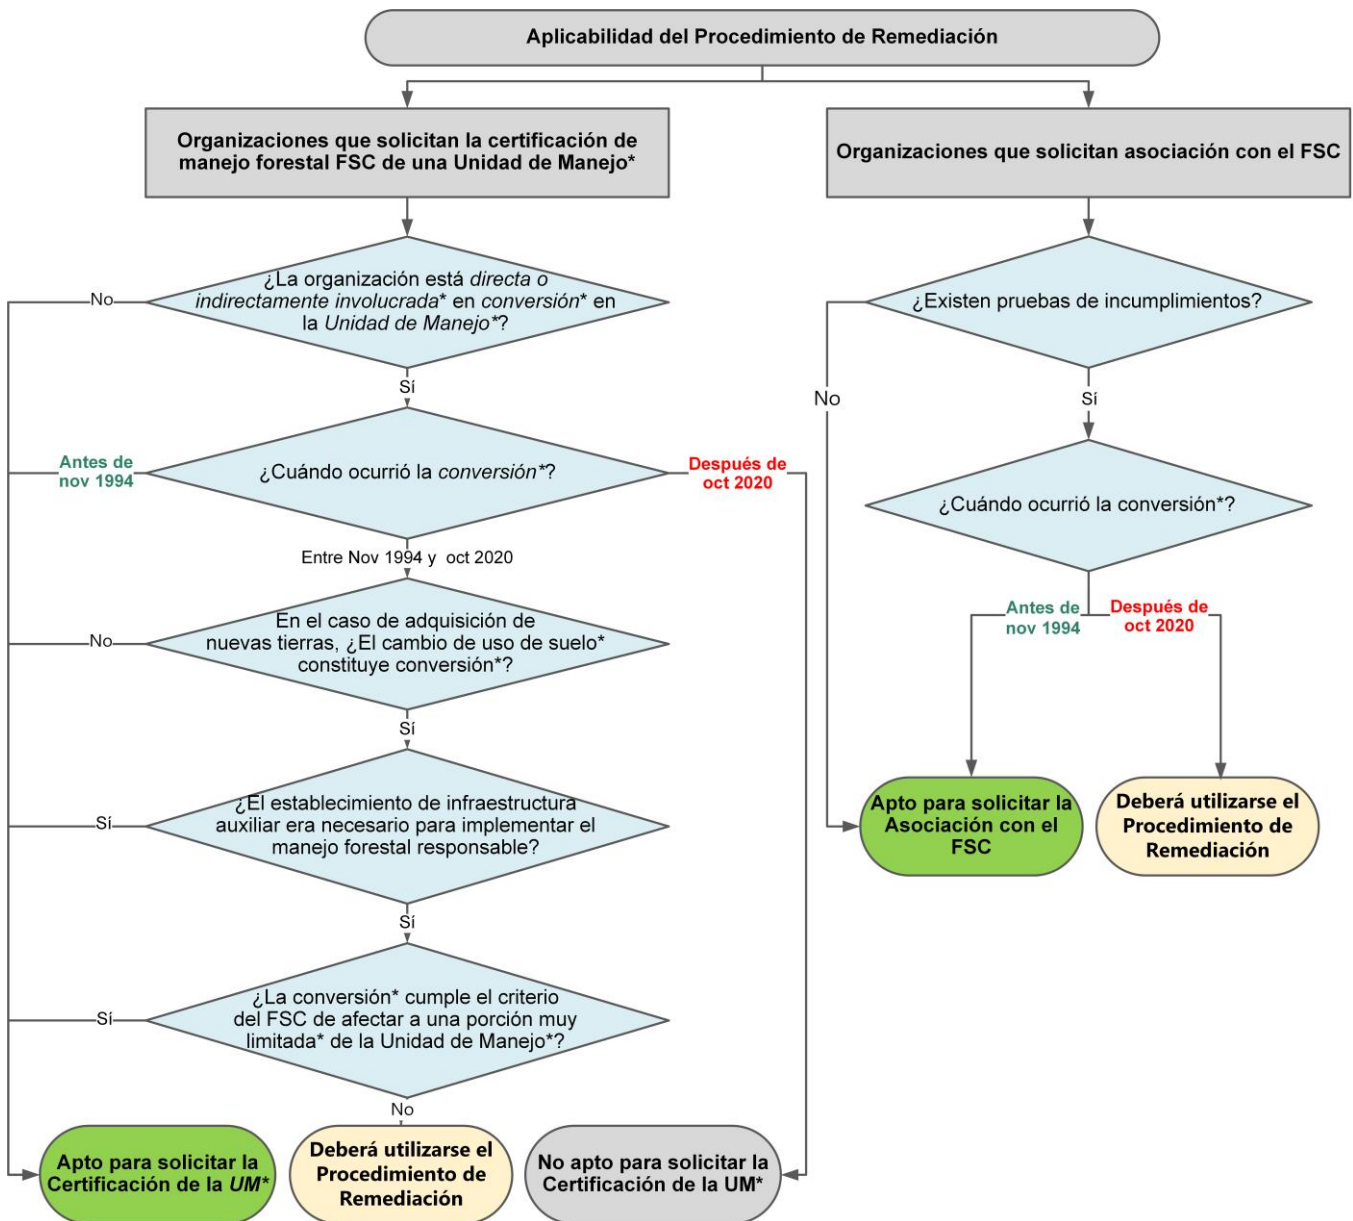 Aplicabilidad del Procedimiento de Remediación
Organizaciones que solicitan la certificación de
manejo forestal FSC de una Unidad de Manejo*
Organizaciones que solicitan asociación con el FSC
¿La organización está directa o
indirectamente involucrada* en conversión* en
la Unidad de Manejo*?
No
Sí
¿Existen pruebas de incumplimientos?
No
Sí
¿Cuándo ocurrió la conversión*?
Antes de
nov 1994
Después de
oct 2020
Entre Nov 1994 y oct 2020
¿Cuándo ocurrió la conversión*?
Antes de
nov 1994
Después de
oct 2020
En el caso de adquisición de
nuevas tierras, ¿El cambio de uso de suelo*
constituye conversión*?
No
Sí
¿El establecimiento de infraestructura
auxiliar era necesario para implementar el
manejo forestal responsable?
Sí
Sí
Apto para solicitar la
Asociación con el
FSC
Deberá utilizarse el
Procedimiento de
Remediación
¿La conversión* cumple el criterio
del FSC de afectar a una porción muy
limitada* de la Unidad de Manejo*?
Sí
No
Apto para solicitar la
Certificación de la UM*
Deberá utilizarse el
Procedimiento de
Remediación
No apto para solicitar la
Certificación de la UM*